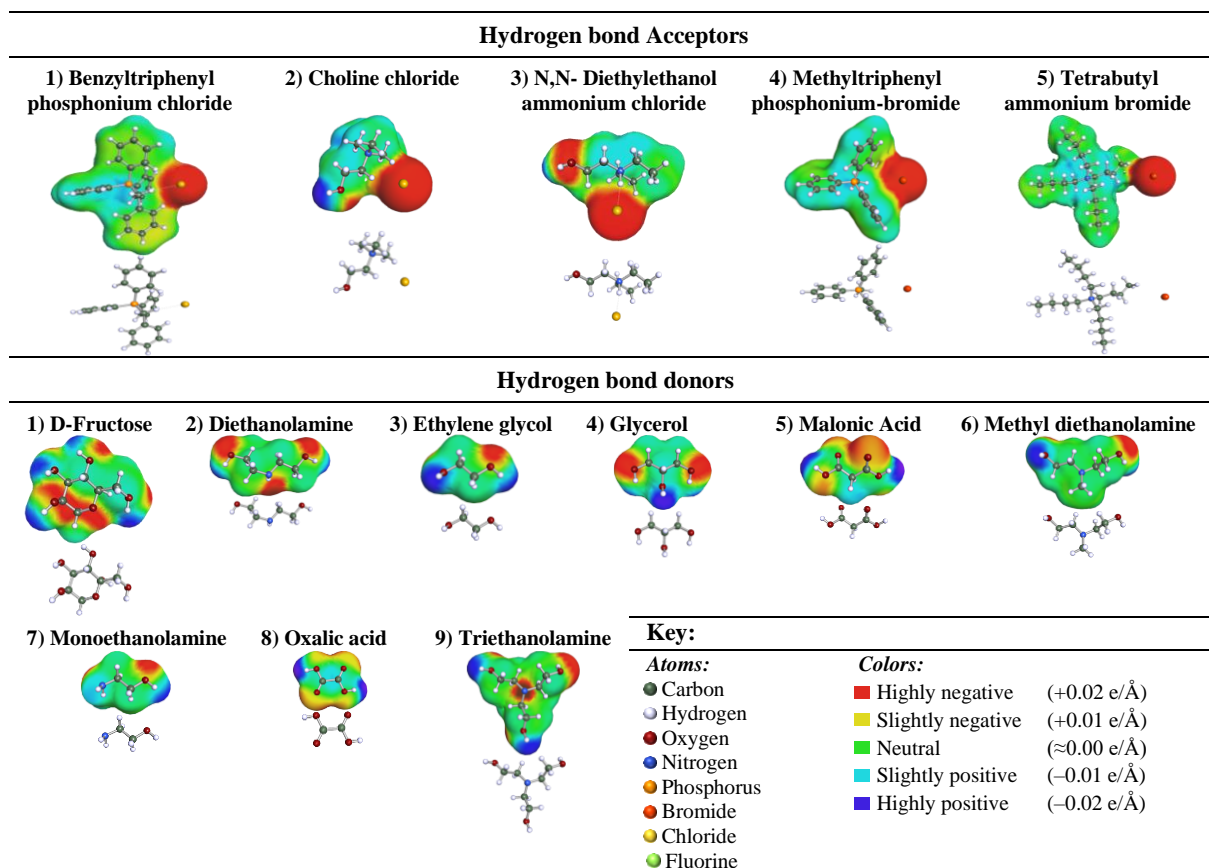 Hydrogen bond Acceptors
1) Benzyltriphenyl
phosphonium chloride
2) Choline chloride
3) N,N- Diethylethanol
ammonium chloride
4) Methyltriphenyl
phosphonium-bromide
5) Tetrabutyl
ammonium bromide
Hydrogen bond donors
1) D-Fructose
2) Diethanolamine
3) Ethylene glycol
4) Glycerol
5) Malonic Acid
6) Methyl diethanolamine
7) Monoethanolamine
8) Oxalic acid
9) Triethanolamine
Key:
Atoms:
Carbon
Hydrogen
Oxygen
Nitrogen
Phosphorus
Bromide
Chloride
Fluorine
Colors:
Highly negative (+0.02 e/Å)
Slightly negative (+0.01 e/Å)
Neutral (≈0.00 e/Å)
Slightly positive (–0.01 e/Å)
Highly positive (–0.02 e/Å)